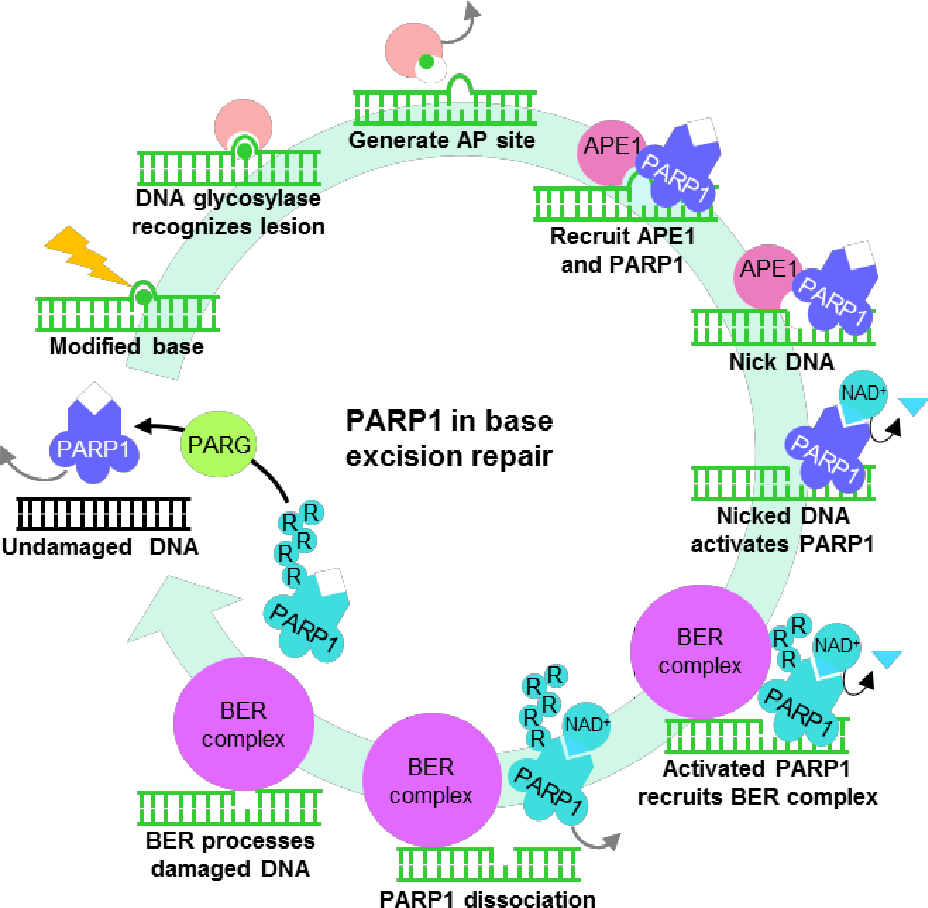 Generate AP site
DNA glycosylase
recognizes lesion
APE1
PARP1
Recruit APE1
and PARP1
Modified base
APE1
PARP1
Nick DNA
PARP1 in base
excision repair
NAD+
PARP1
Nicked DNA
activates PARP1
PARP1
PARG
Undamaged DNA
R
R
R
R
R
PARP1
BER
complex
R
R
R
NAD+
PARP1
Activated PARP1
recruits BER complex
BER
complex
R
R
R
R
R
NAD+
PARP1
PARP1 dissociation
BER
complex
BER processes
damaged DNA